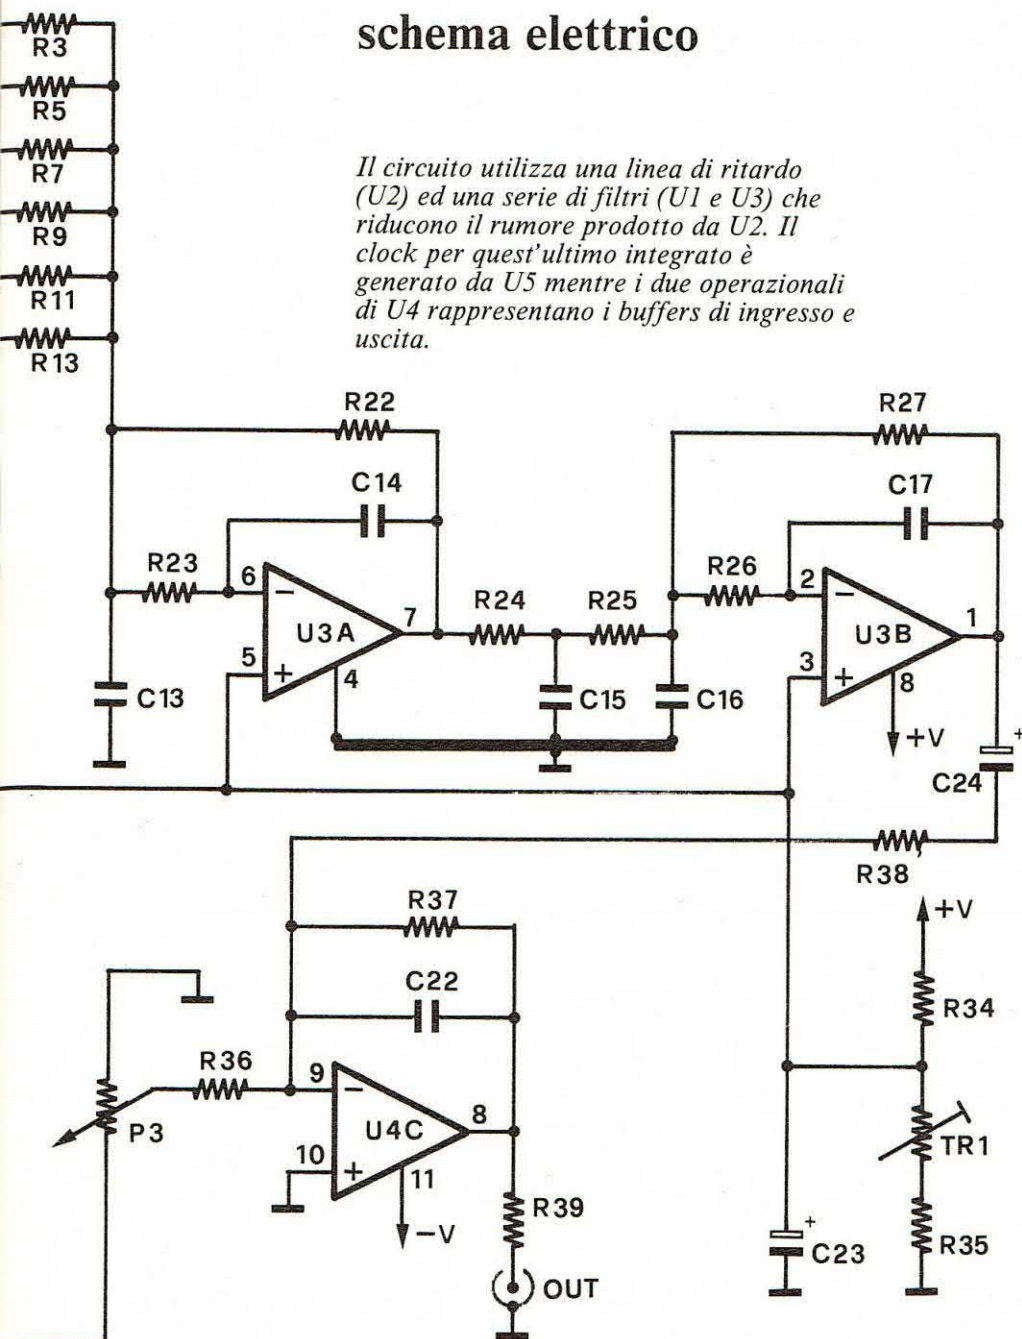 schema elettrico
R3
R5
R7
R9
R11
R13
Il circuito utilizza una linea di ritardo
(U2) ed una serie di filtri (U1 e U3) che
riducono il rumore prodotto da U2. Il
clock per quest'ultimo integrato è
generato da U5 mentre i due operazionali
di U4 rappresentano i buffers di ingresso e
uscita.
R22
R27
C14
C17
R23
6
−
U3A
7
5
+
4
R24
R25
R26
2
−
U3B
1
3
+
8
C13
C15
C16
+V
+
C24
R38
R37
+V
C22
R34
R36
9
−
U4C
8
P3
10
+
11
TR1
−V
R39
+
C23
R35
OUT